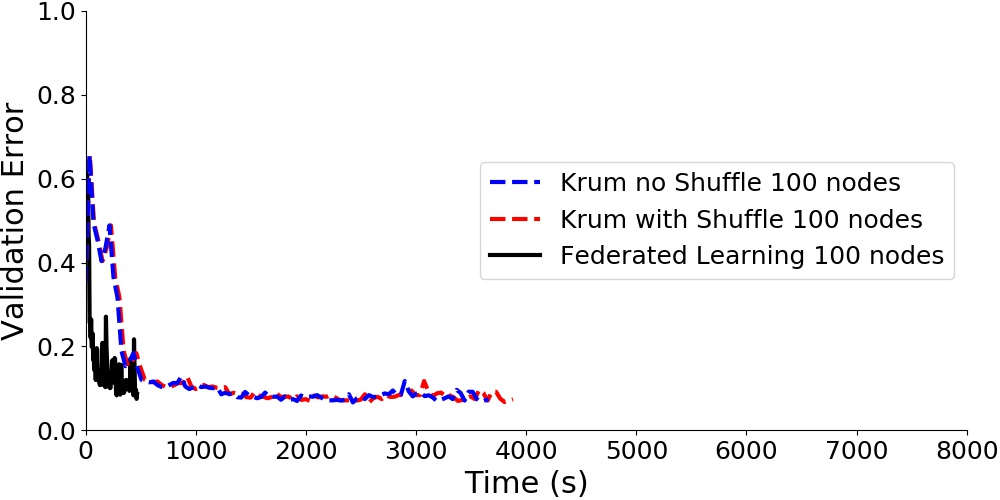 Validation Error
1.0
0.8
0.6
0.4
0.2
0.0
Krum no Shuffle 100 nodes
Krum with Shuffle 100 nodes
Federated Learning 100 nodes
0 1000 2000 3000 4000 5000 6000 7000 8000
Time (s)